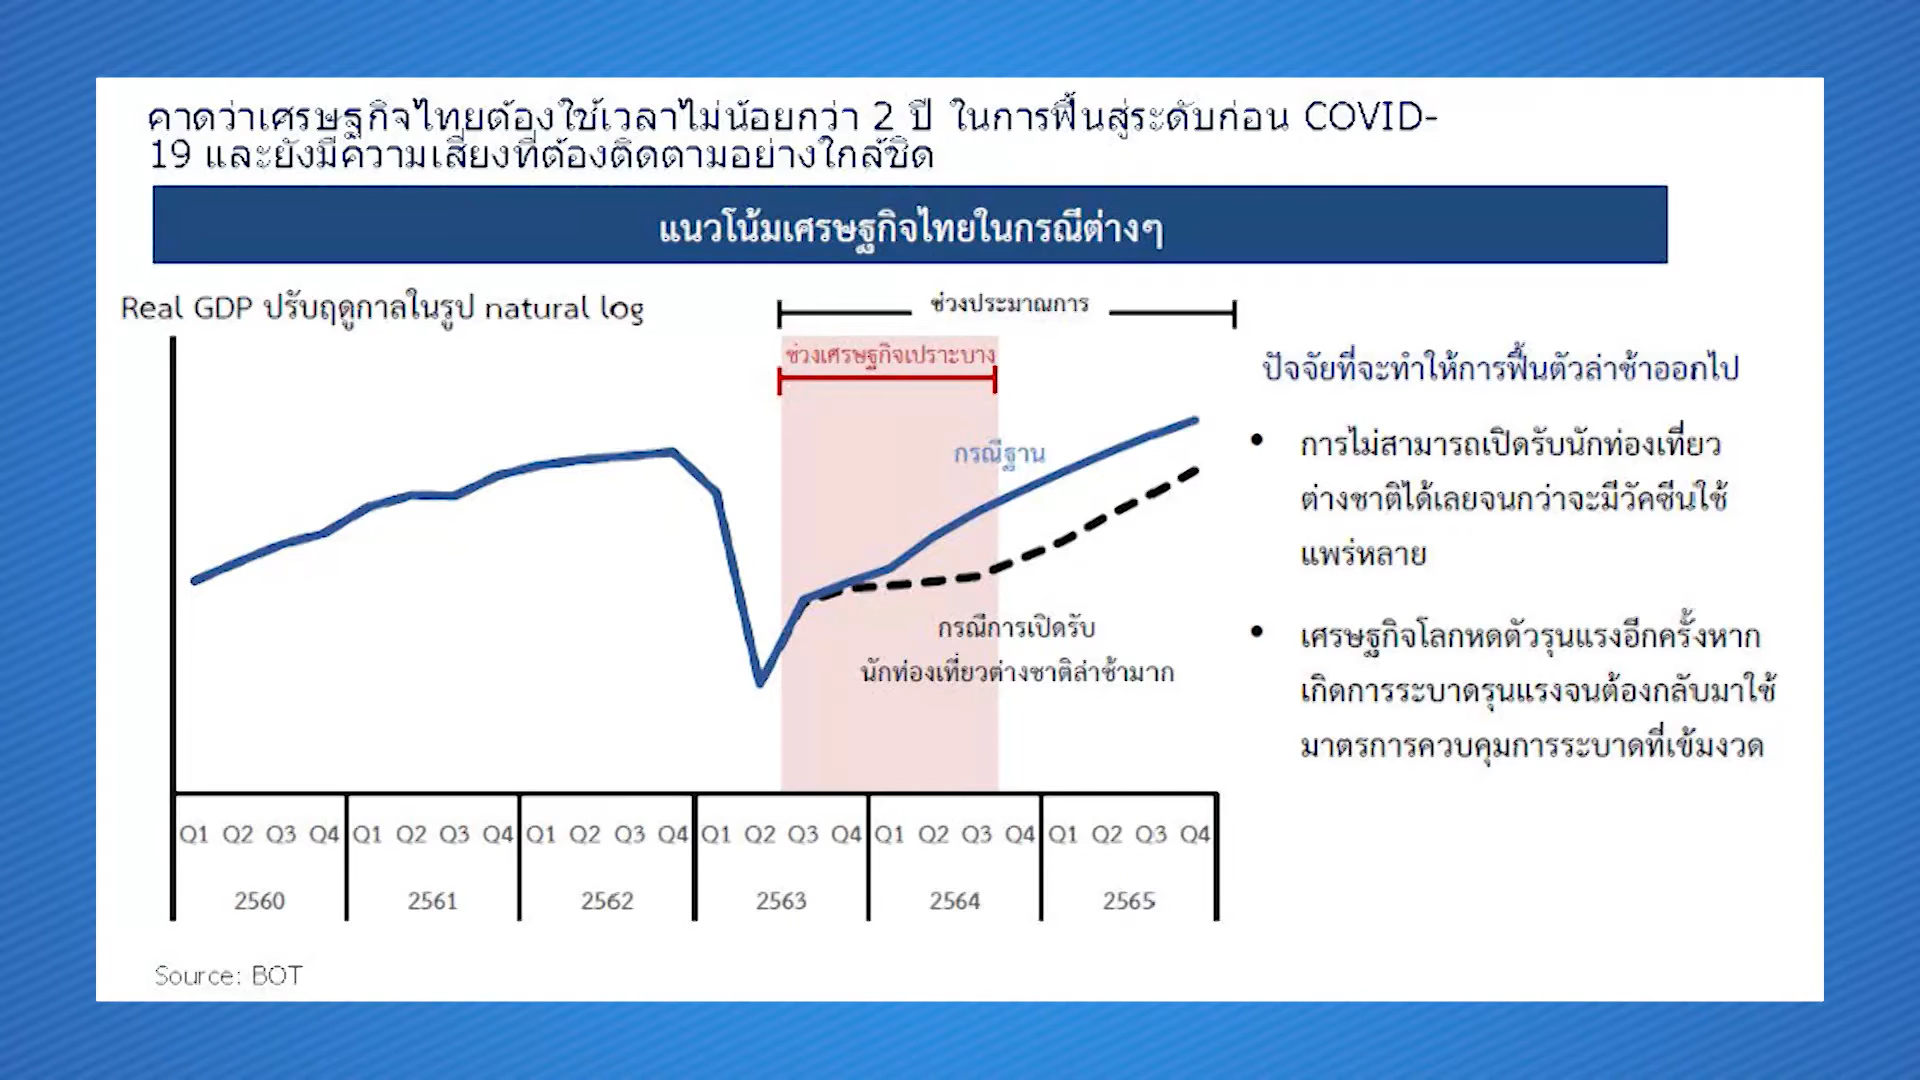 คาดว่าเศรษฐกิจไทยต้องใช้เวลาไม่น้อยกว่า 2 ปี ในการฟื้นสู่ระดับก่อน COVID-
19 และยังมีความเสี่ยงที่ต้องติดตามอย่างใกล้ชิด
แนวโน้มเศรษฐกิจไทยในกรณีต่างๆ
Real GDP ปรับฤดูกาลในรูป natural log
ช่วงประมาณการ
ช่วงเศรษฐกิจเปราะบาง
กรณีฐาน
กรณีการเปิดรับ
นักท่องเที่ยวต่างชาติล่าช้ามาก
Q1 Q2 Q3 Q4 Q1 Q2 Q3 Q4 Q1 Q2 Q3 Q4 Q1 Q2 Q3 Q4 Q1 Q2 Q3 Q4 Q1 Q2 Q3 Q4
2560 2561 2562 2563 2564 2565
ปัจจัยที่จะทำให้การฟื้นตัวล่าช้าออกไป
• การไม่สามารถเปิดรับนักท่องเที่ยว
ต่างชาติได้เลยจนกว่าจะมีวัคซีนใช้
แพร่หลาย
• เศรษฐกิจโลกหดตัวรุนแรงอีกครั้งหาก
เกิดการระบาดรุนแรงจนต้องกลับมาใช้
มาตรการควบคุมการระบาดที่เข้มงวด
Source: BOT